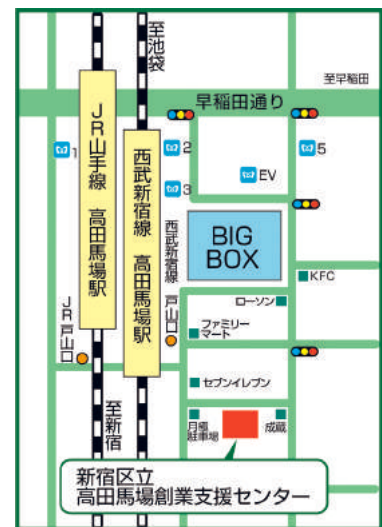 至池袋
至早稲田
早稲田通り
JR山手線 高田馬場駅
西武新宿線 高田馬場駅
1
2
5
3
EV
BIG
BOX
西武新宿線 戸山口
KFC
ローソン
JR戸山口
ファミリー
マート
セブンイレブン
至新宿
月極
駐車場
成蔵
新宿区立
高田馬場創業支援センター